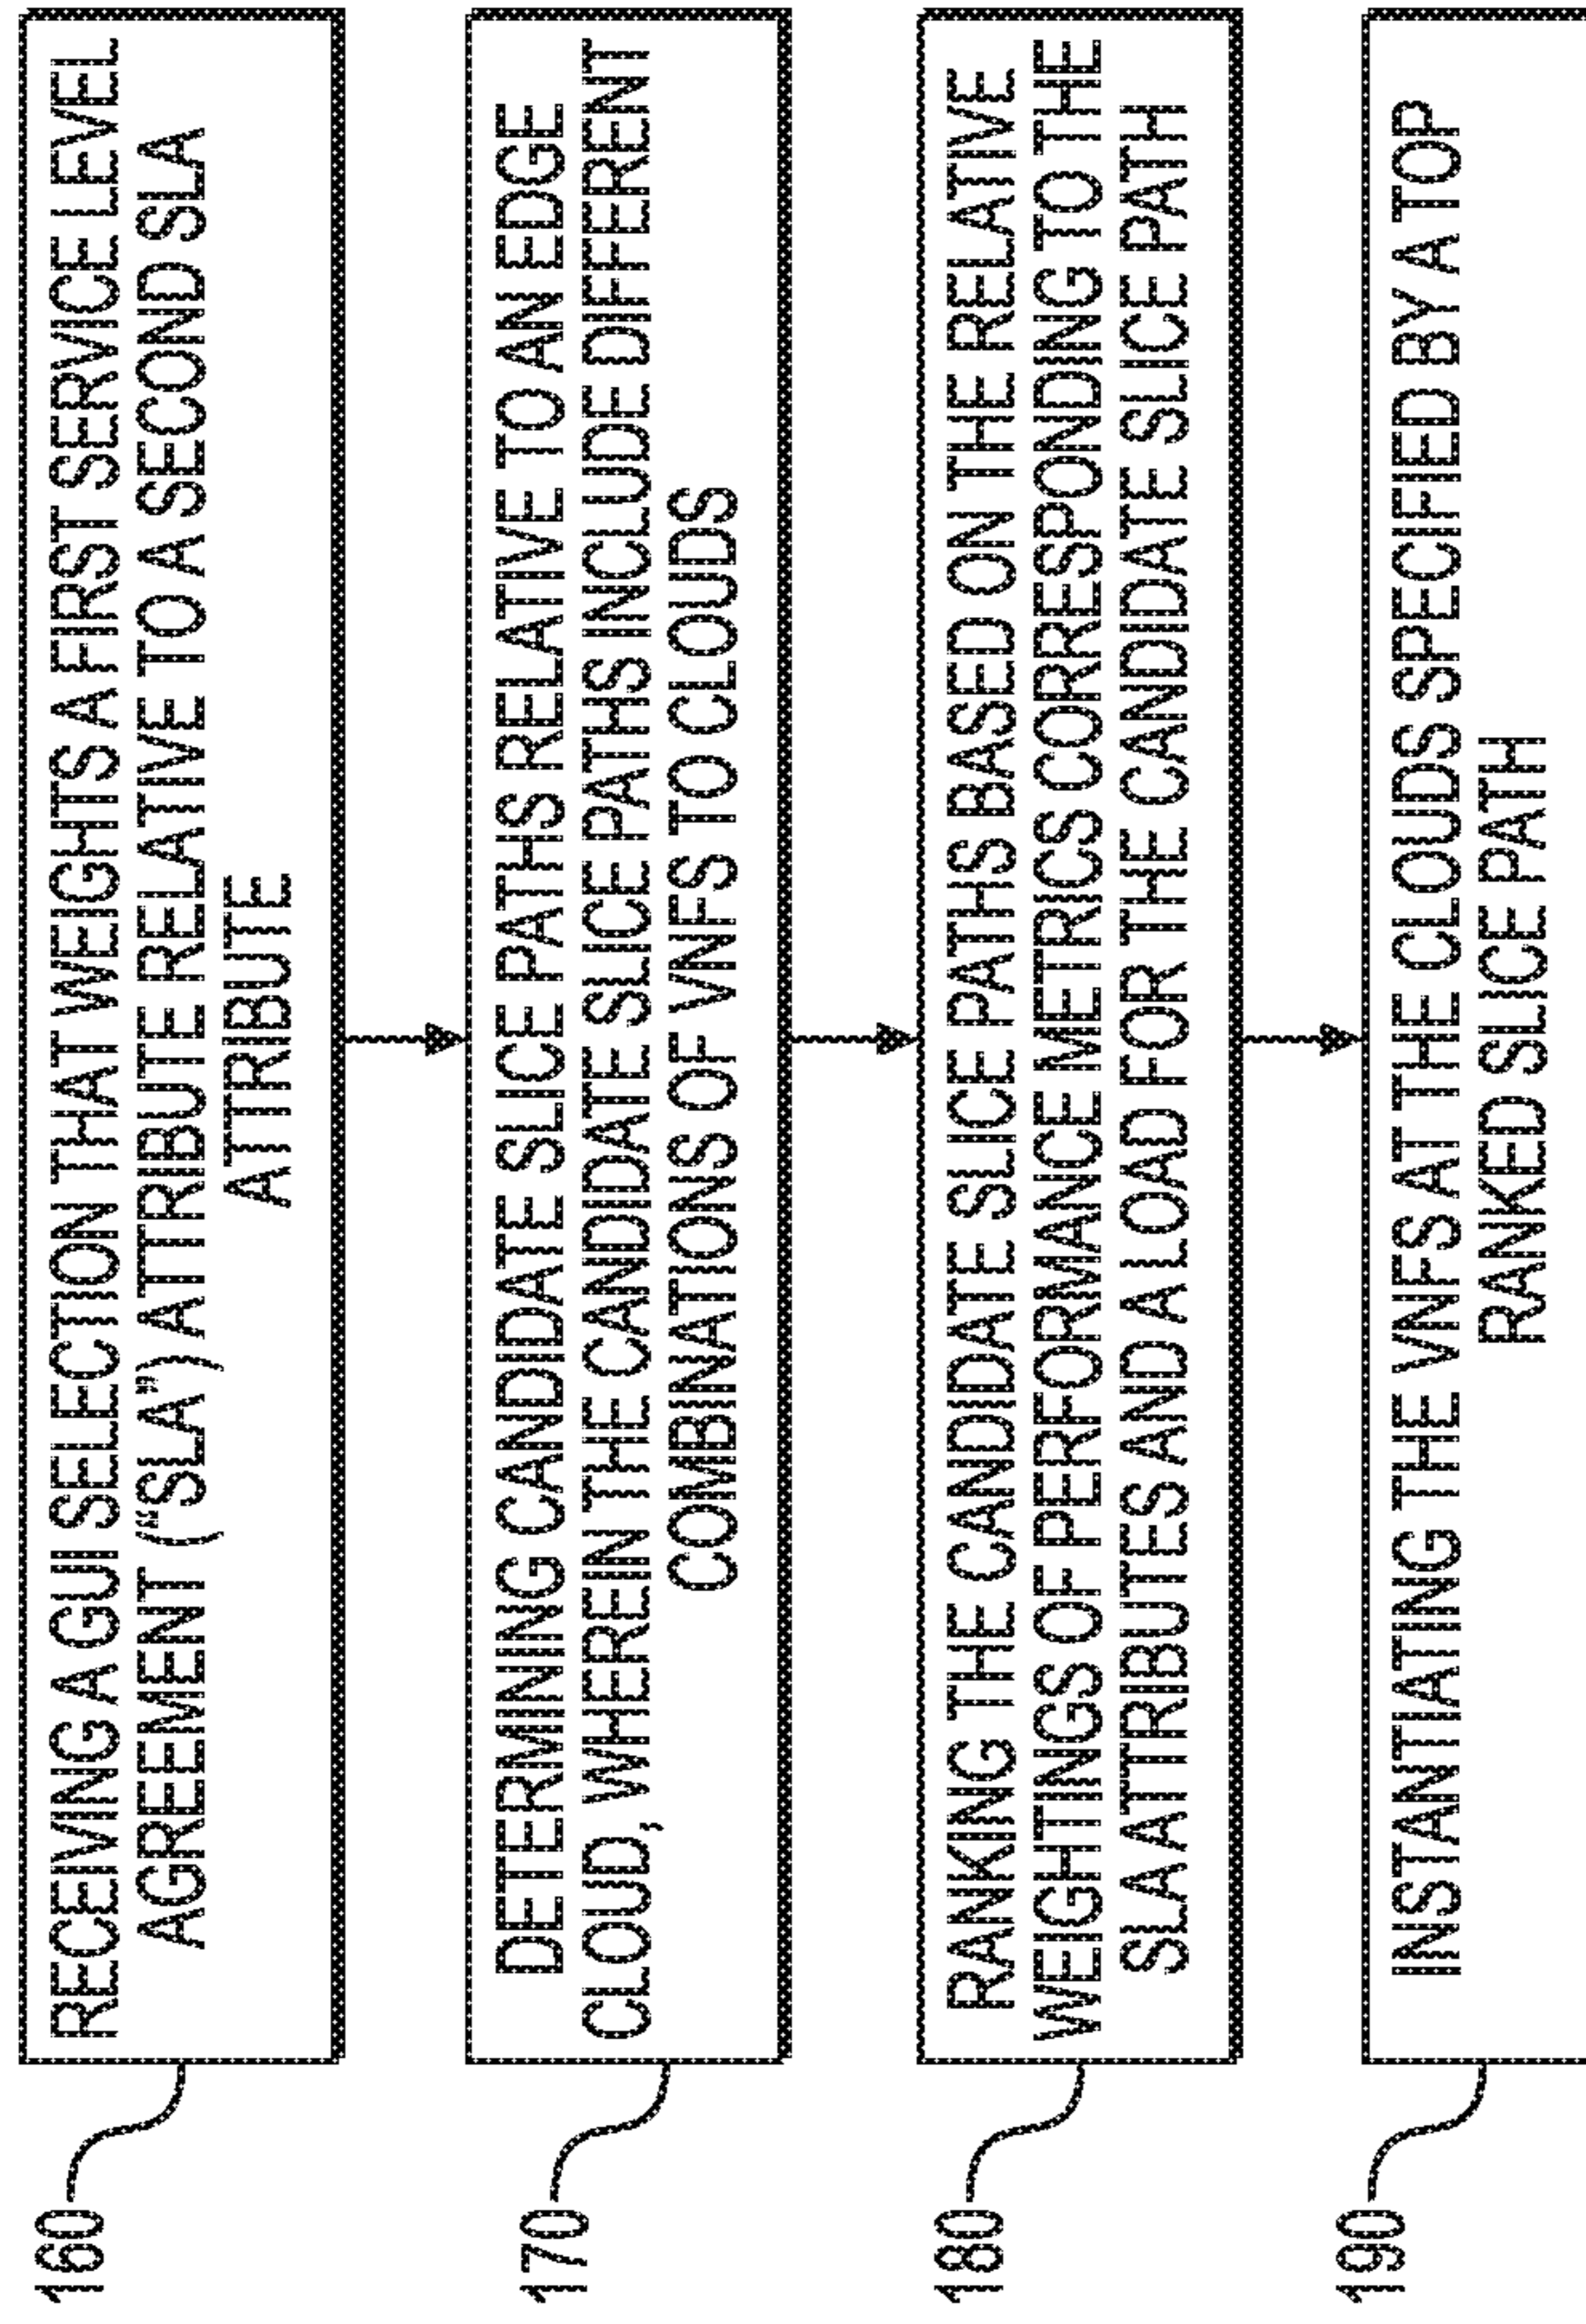 160
RECEIVING A GUI SELECTION THAT WEIGHTS A FIRST SERVICE LEVEL
AGREEMENT (“SLA”) ATTRIBUTE RELATIVE TO A SECOND SLA
ATTRIBUTE
170
DETERMINING CANDIDATE SLICE PATHS RELATIVE TO AN EDGE
CLOUD, WHEREIN THE CANDIDATE SLICE PATHS INCLUDE DIFFERENT
COMBINATIONS OF VNFS TO CLOUDS
180
RANKING THE CANDIDATE SLICE PATHS BASED ON THE RELATIVE
WEIGHTINGS OF PERFORMANCE METRICS CORRESPONDING TO THE
SLA ATTRIBUTES AND A LOAD FOR THE CANDIDATE SLICE PATH
190
INSTANTIATING THE VNFS AT THE CLOUDS SPECIFIED BY A TOP
RANKED SLICE PATH